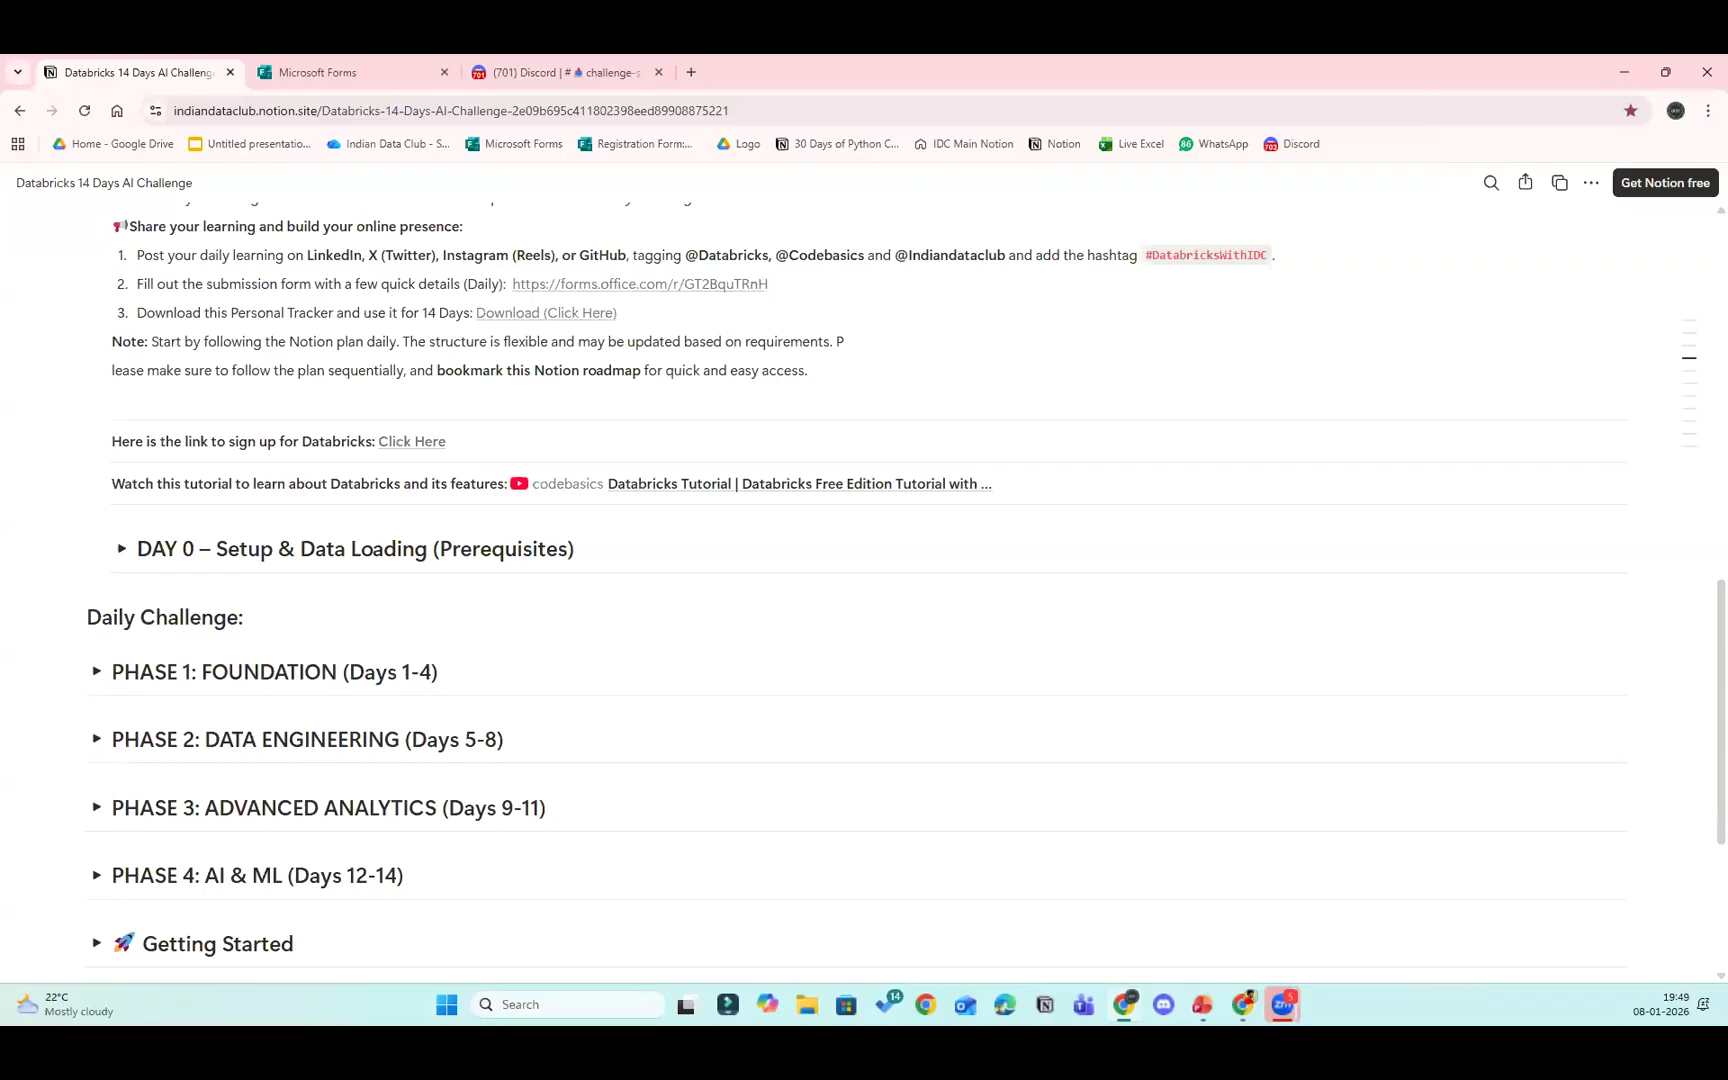 Databricks 14 Days AI Challeng
Microsoft Forms
(701) Discord | # challenge-s
indiandataclub.notion.site/Databricks-14-Days-AI-Challenge-2e09b695c411802398eed89908875221
Home - Google Drive
Untitled presentatio...
Indian Data Club - S...
Microsoft Forms
Registration Form:...
Logo
30 Days of Python C...
IDC Main Notion
Notion
Live Excel
WhatsApp
Discord
Databricks 14 Days AI Challenge
Get Notion free
Share your learning and build your online presence:
1. Post your daily learning on LinkedIn, X (Twitter), Instagram (Reels), or GitHub, tagging @Databricks, @Codebasics and @Indiandataclub and add the hashtag #DatabricksWithIDC.
2. Fill out the submission form with a few quick details (Daily): https://forms.office.com/r/GT2BquTRnH
3. Download this Personal Tracker and use it for 14 Days: Download (Click Here)
Note: Start by following the Notion plan daily. The structure is flexible and may be updated based on requirements. P
lease make sure to follow the plan sequentially, and bookmark this Notion roadmap for quick and easy access.
Here is the link to sign up for Databricks: Click Here
Watch this tutorial to learn about Databricks and its features: codebasics Databricks Tutorial | Databricks Free Edition Tutorial with ...
DAY 0 – Setup & Data Loading (Prerequisites)
Daily Challenge:
PHASE 1: FOUNDATION (Days 1-4)
PHASE 2: DATA ENGINEERING (Days 5-8)
PHASE 3: ADVANCED ANALYTICS (Days 9-11)
PHASE 4: AI & ML (Days 12-14)
🚀 Getting Started
22°C
Mostly cloudy
Search
14
5
19:49
08-01-2026